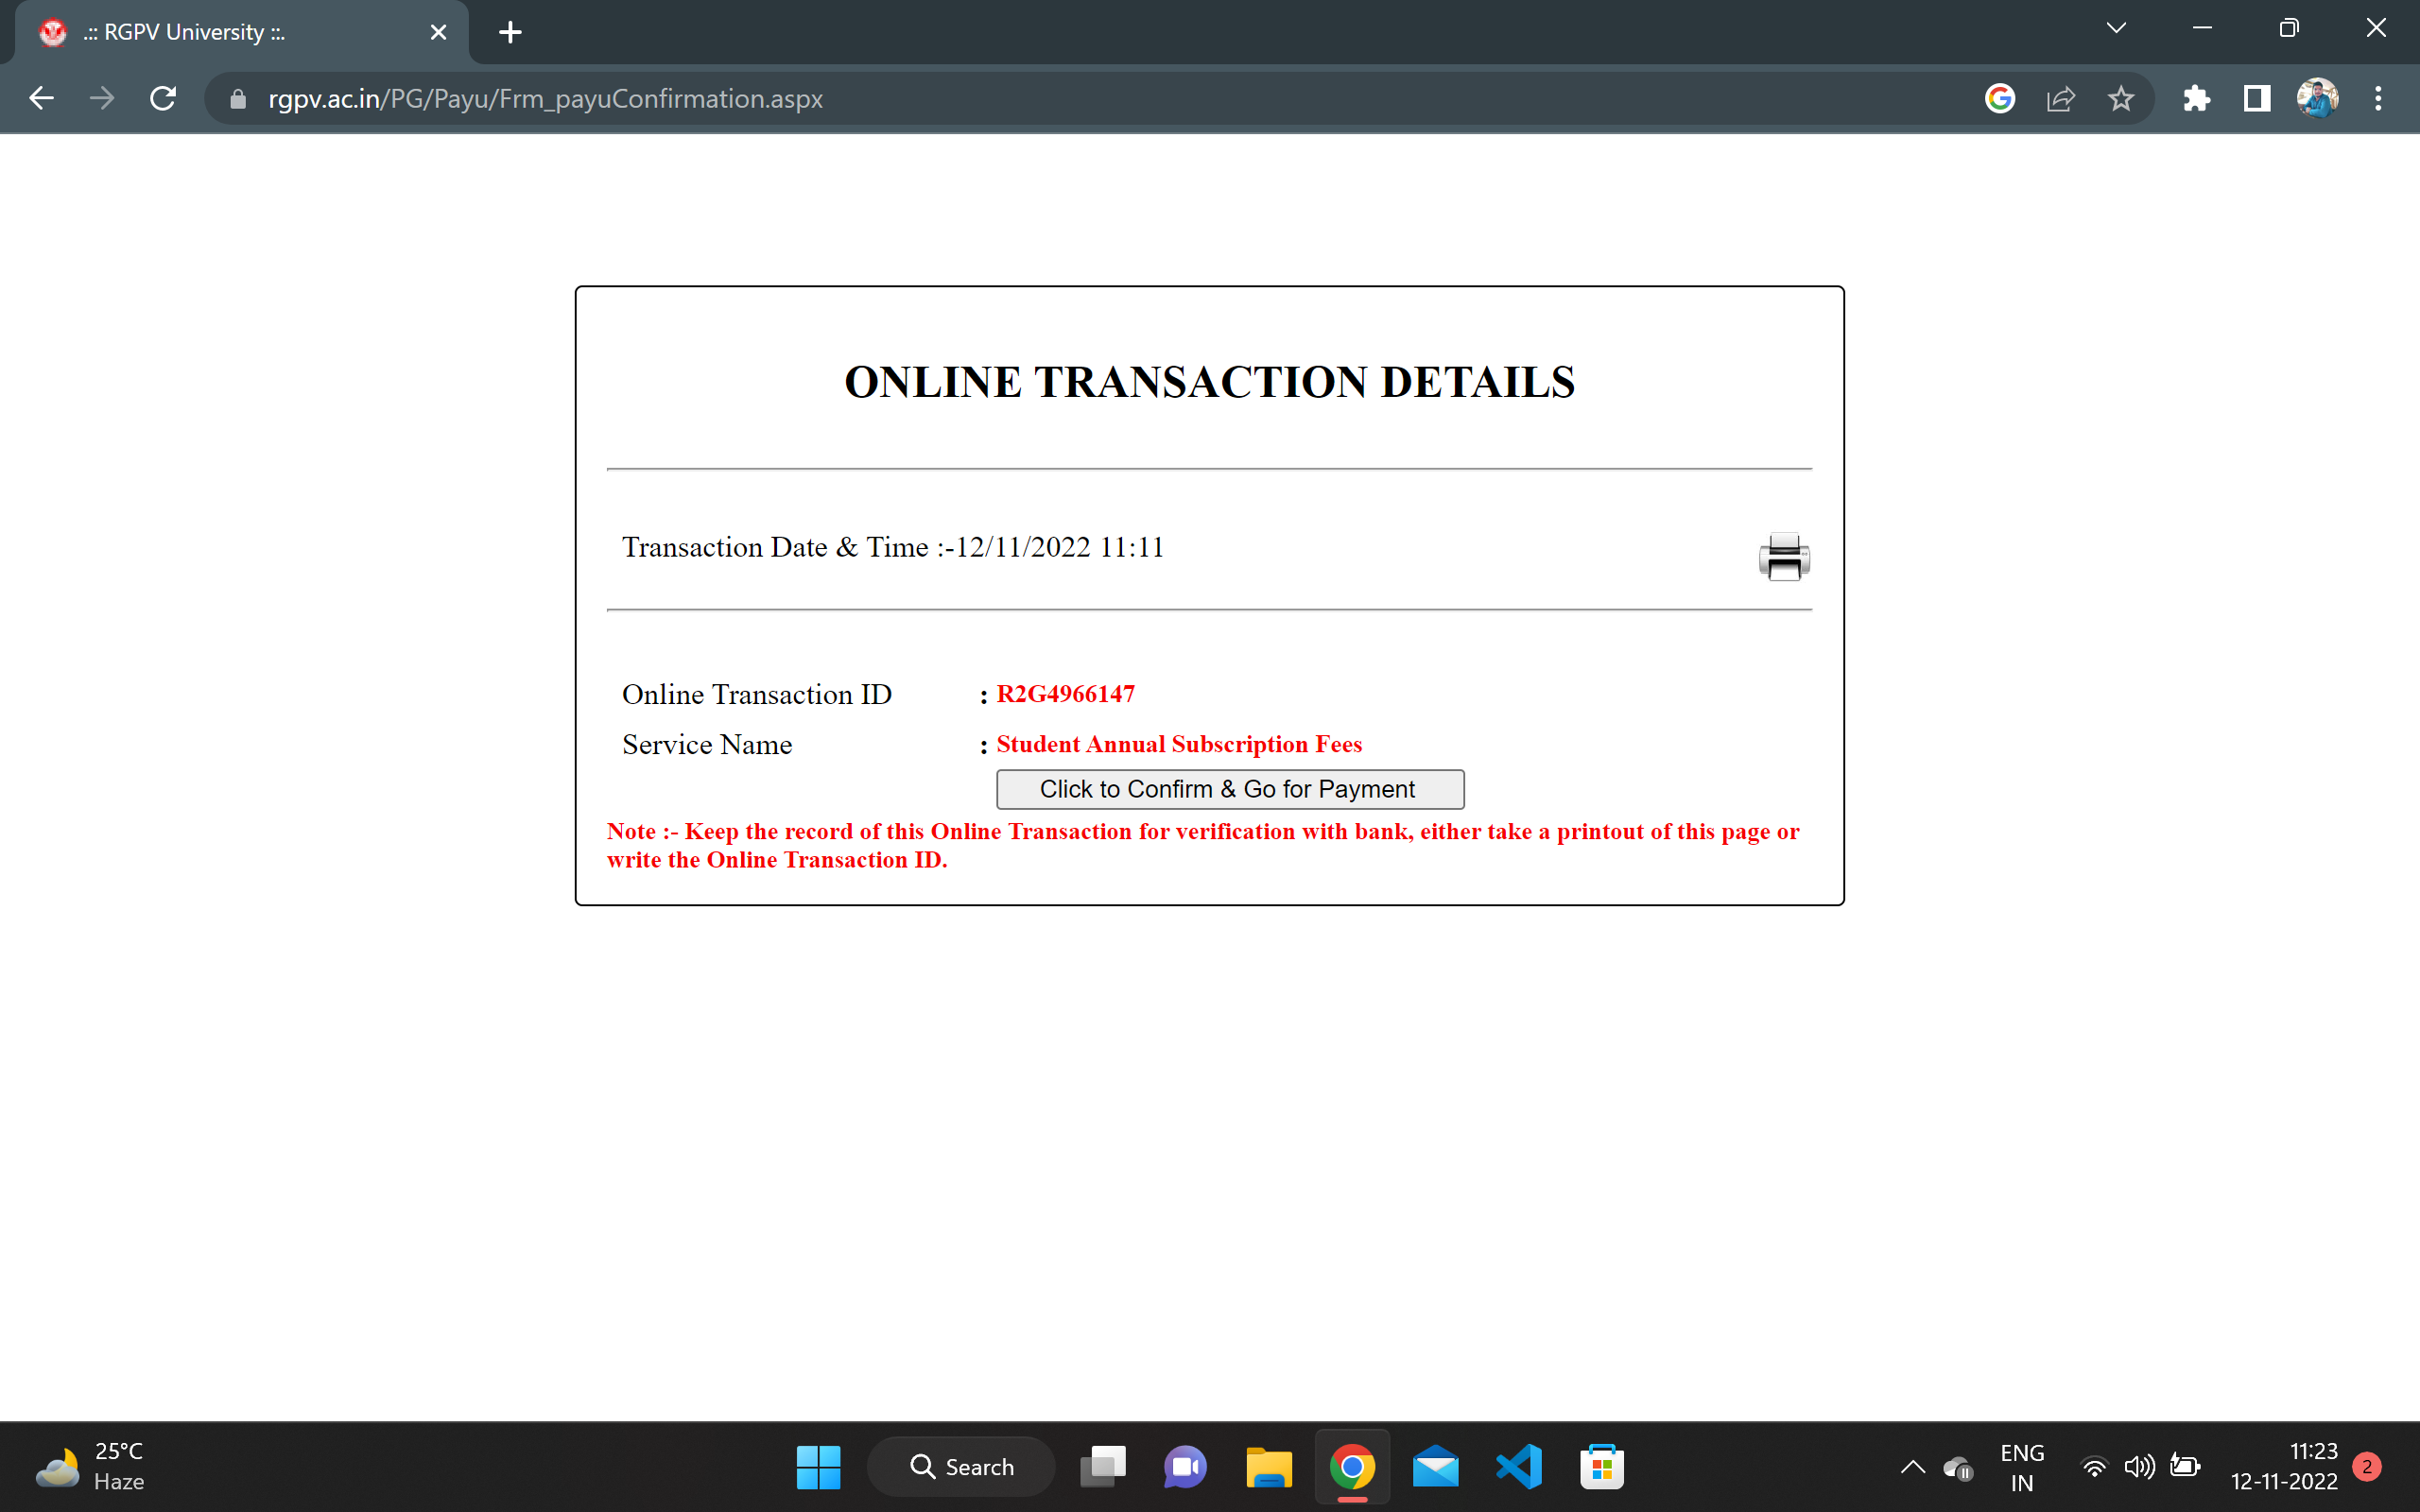 .:: RGPV University ::.
rgpv.ac.in/PG/Payu/Frm_payuConfirmation.aspx
ONLINE TRANSACTION DETAILS
Transaction Date & Time :-12/11/2022 11:11
Online Transaction ID : R2G4966147
Service Name : Student Annual Subscription Fees
Click to Confirm & Go for Payment
Note :- Keep the record of this Online Transaction for verification with bank, either take a printout of this page or
write the Online Transaction ID.
25°C
Haze
Search
ENG
IN
11:23
12-11-2022
2